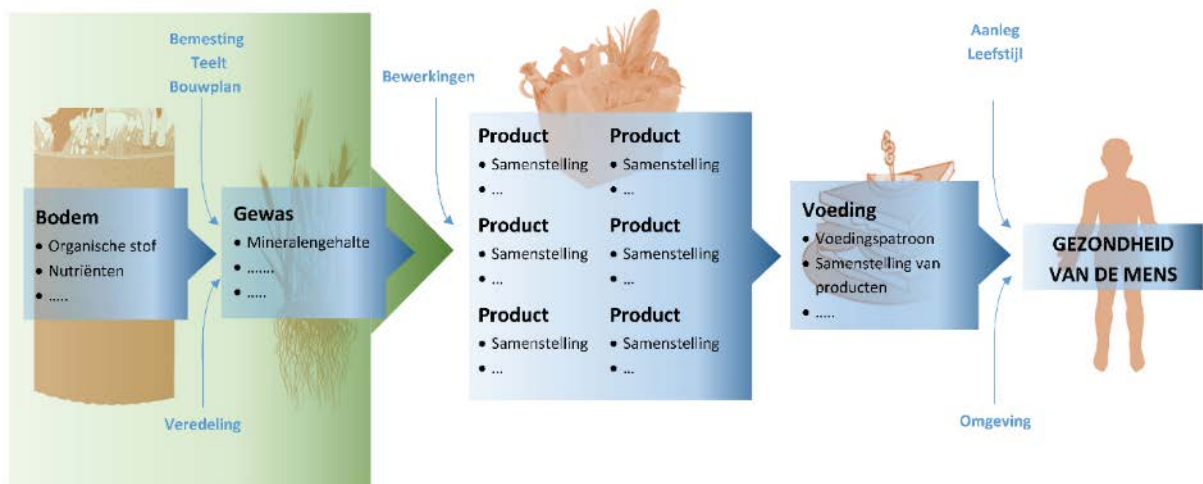 Bemesting
Teelt
Bouwplan
Bewerkingen
Aanleg
Leefstijl
Bodem
• Organische stof
• Nutriënten
• .....
Gewas
• Mineralengehalte
• .......
• .....
Veredeling
Product
• Samenstelling
• ...
Product
• Samenstelling
• ...
Product
• Samenstelling
• ...
Product
• Samenstelling
• ...
Product
• Samenstelling
• ...
Product
• Samenstelling
• ...
Voeding
• Voedingspatroon
• Samenstelling van
producten
• .....
GEZONDHEID
VAN DE MENS
Omgeving